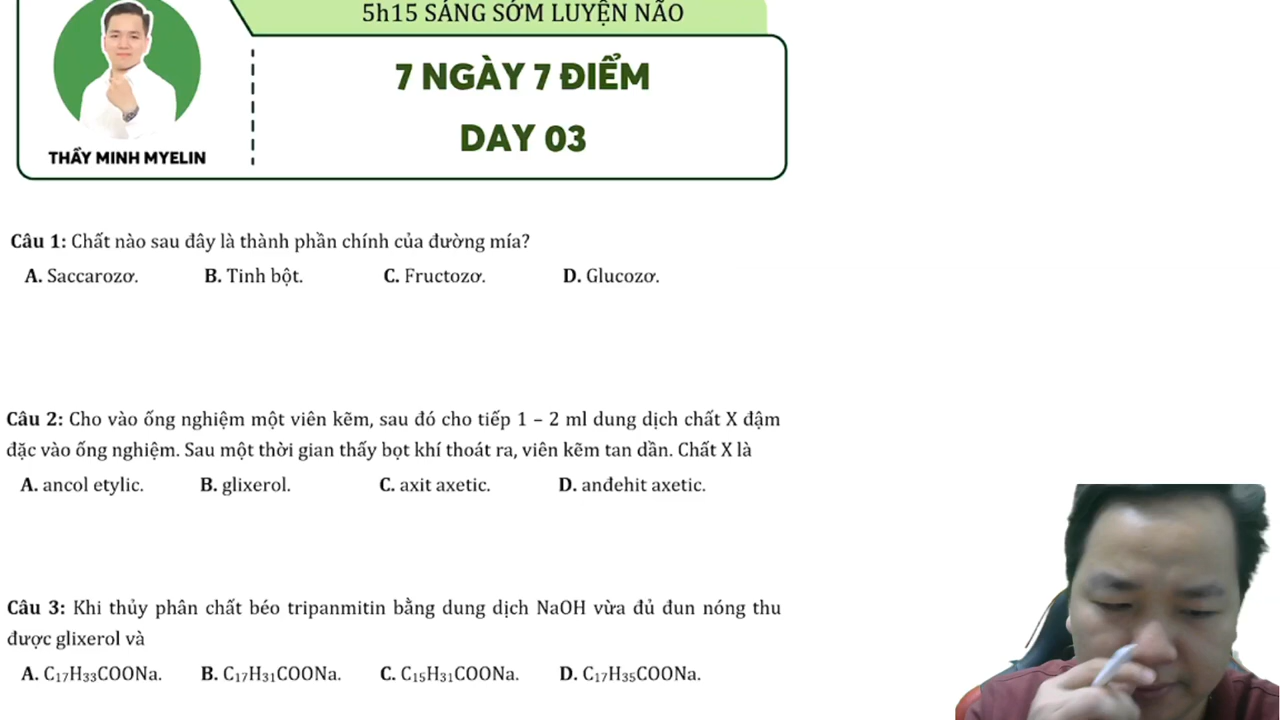 5h15 SÁNG SỚM LUYỆN NÃO
7 NGÀY 7 ĐIỂM
DAY 03
THẦY MINH MYELIN
Câu 1: Chất nào sau đây là thành phần chính của đường mía?
A. Saccarozơ. B. Tinh bột. C. Fructozơ. D. Glucozơ.
Câu 2: Cho vào ống nghiệm một viên kẽm, sau đó cho tiếp 1 – 2 ml dung dịch chất X đậm
đặc vào ống nghiệm. Sau một thời gian thấy bọt khí thoát ra, viên kẽm tan dần. Chất X là
A. ancol etylic. B. glixerol. C. axit axetic. D. anđehit axetic.
Câu 3: Khi thủy phân chất béo tripanmitin bằng dung dịch NaOH vừa đủ đun nóng thu
được glixerol và
A. C₁₇H₃₃COONa. B. C₁₇H₃₁COONa. C. C₁₅H₃₁COONa. D. C₁₇H₃₅COONa.